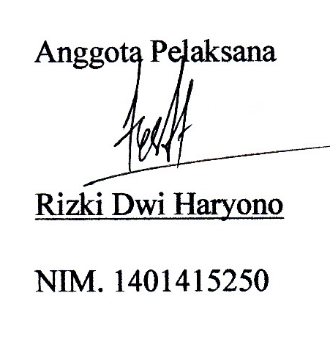 Anggota Pelaksana
Rizki Dwi Haryono
NIM. 1401415250